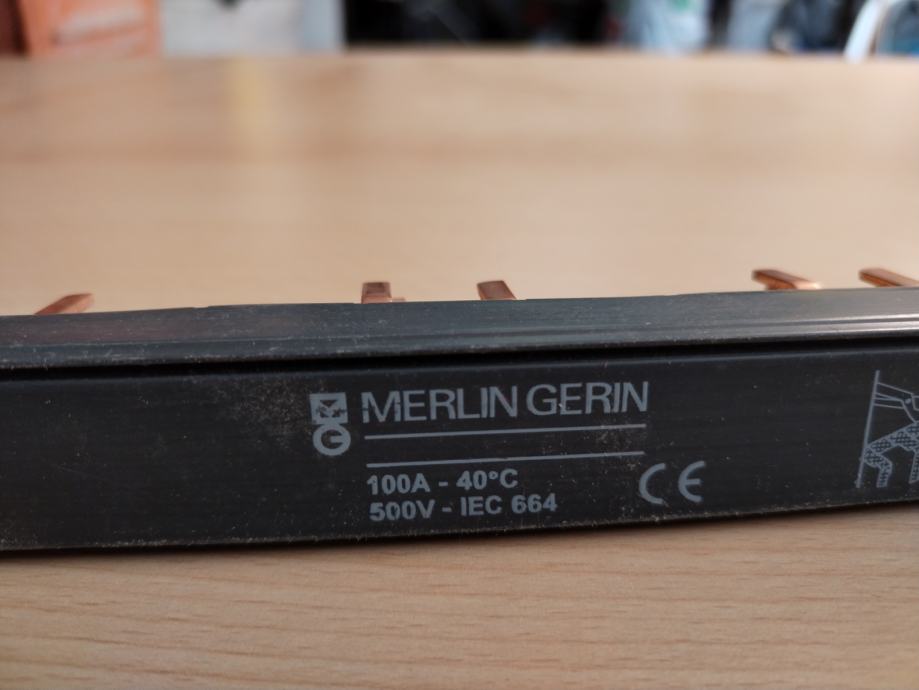 MERLIN GERIN
100A - 40°C
500V - IEC 664
CE